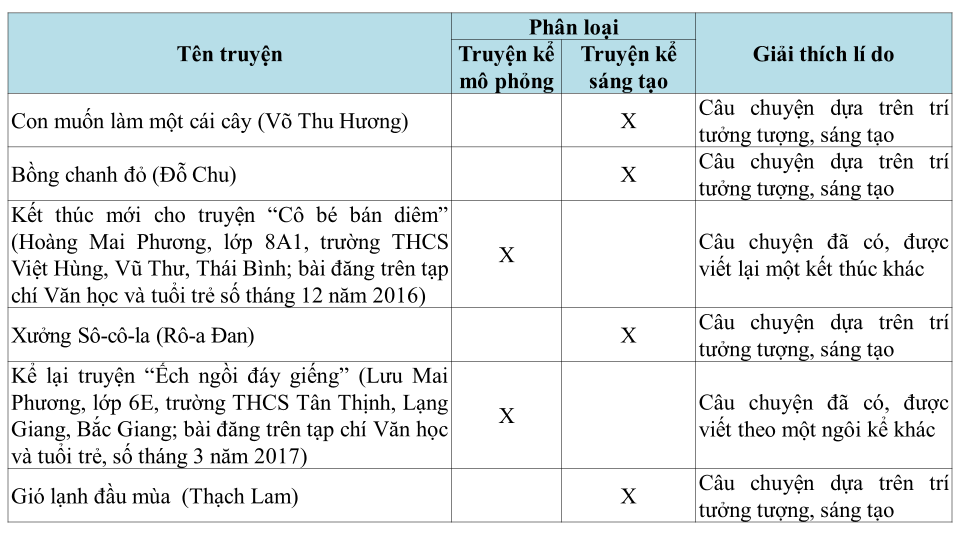 Tên truyện
Phân loại
Giải thích lí do
Truyện kể
mô phỏng
Truyện kể
sáng tạo
Con muốn làm một cái cây (Võ Thu Hương)
X
Câu chuyện dựa trên trí
tưởng tượng, sáng tạo
Bồng chanh đỏ (Đỗ Chu)
X
Câu chuyện dựa trên trí
tưởng tượng, sáng tạo
Kết thúc mới cho truyện “Cô bé bán diêm”
(Hoàng Mai Phương, lớp 8A1, trường THCS
Việt Hùng, Vũ Thư, Thái Bình; bài đăng trên tạp
chí Văn học và tuổi trẻ số tháng 12 năm 2016)
X
Câu chuyện đã có, được
viết lại một kết thúc khác
Xưởng Sô-cô-la (Rô-a Đan)
X
Câu chuyện dựa trên trí
tưởng tượng, sáng tạo
Kể lại truyện “Ếch ngồi đáy giếng” (Lưu Mai
Phương, lớp 6E, trường THCS Tân Thịnh, Lạng
Giang, Bắc Giang; bài đăng trên tạp chí Văn học
và tuổi trẻ, số tháng 3 năm 2017)
X
Câu chuyện đã có, được
viết theo một ngôi kể khác
Gió lạnh đầu mùa (Thạch Lam)
X
Câu chuyện dựa trên trí
tưởng tượng, sáng tạo